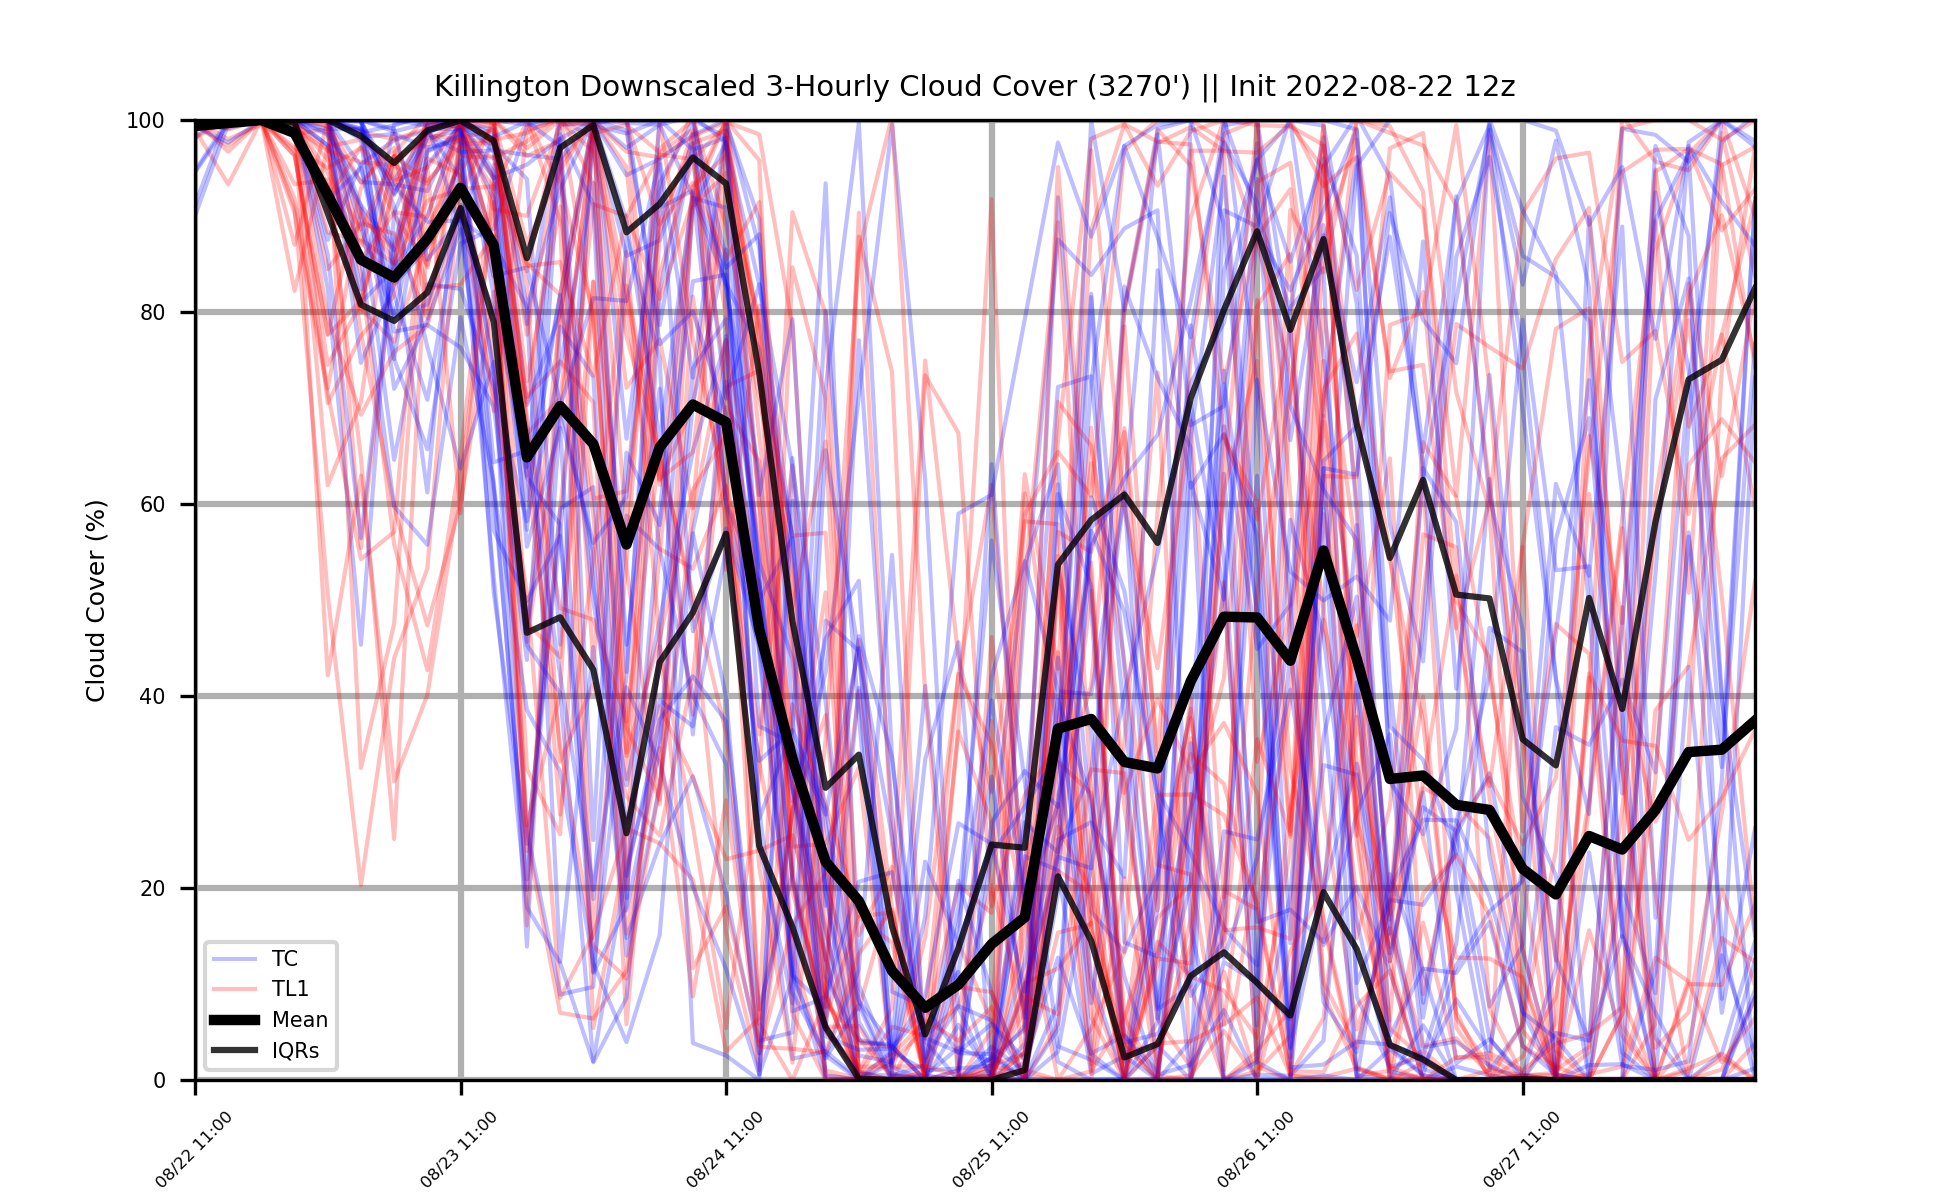 Killington Downscaled 3-Hourly Cloud Cover (3270') || Init 2022-08-22 12z
Cloud Cover (%)
100
80
60
40
20
0
TC
TL1
Mean
IQRs
08/22 11:00
08/23 11:00
08/24 11:00
08/25 11:00
08/26 11:00
08/27 11:00